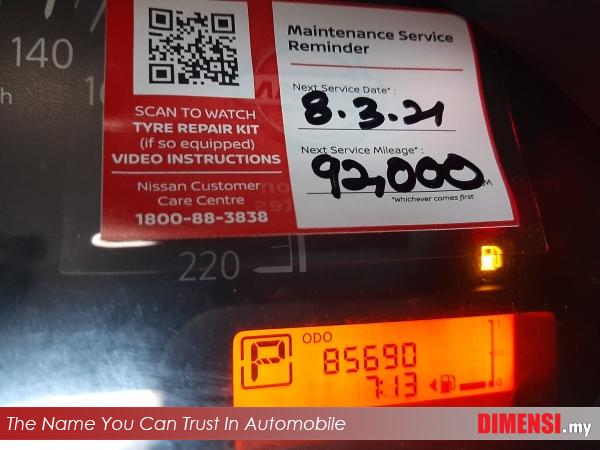 140
h
Maintenance Service
Reminder
Next Service Date* :
8.3.21
Next Service Mileage* :
92,000
*whichever comes first
SCAN TO WATCH
TYRE REPAIR KIT
(if so equipped)
VIDEO INSTRUCTIONS
Nissan Customer
Care Centre
1800-88-3838
220
P
ODO
85690
7:13
The Name You Can Trust In Automobile
DIMENSI.my